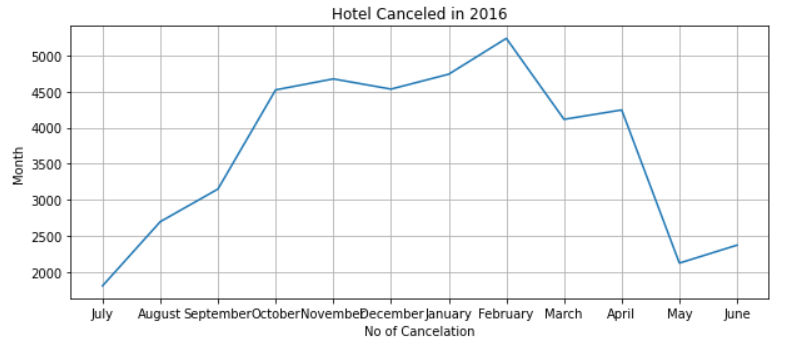 Hotel Canceled in 2016
Month
5000
4500
4000
3500
3000
2500
2000
July August September October November December January February March April May June
No of Cancelation